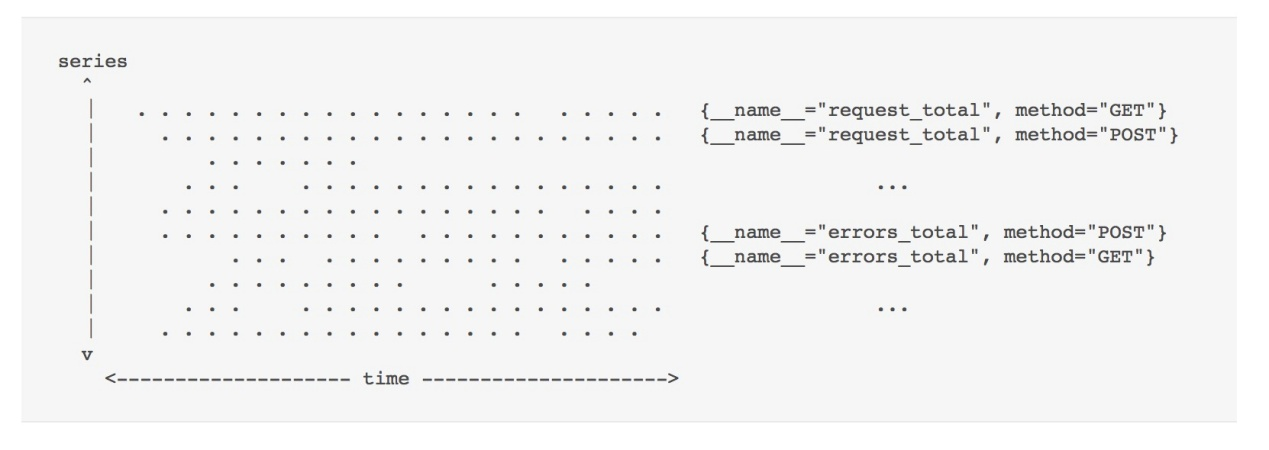 series
^
| . . . . . . . . . . . . . . . . .   . . . . .   {__name__="request_total", method="GET"}
|   . . . . . . . . . . . . . . . . . . . . . .   {__name__="request_total", method="POST"}
|       . . . . . . .
|     . . .     . . . . . . . . . . . . . . . .   ...
|   . . . . . . . . . . . . . . . . .   . . . .
|   . . . . . . . . . .   . . . . . . . . . . .   {__name__="errors_total", method="POST"}
|         . . .   . . . . . . . . .   . . . . .   {__name__="errors_total", method="GET"}
|       . . . . . . . . .       . . . . .
|     . . .     . . . . . . . . . . . . . . . .   ...
|   . . . . . . . . . . . . . . . .   . . . .
v
<-------------------- time --------------------->